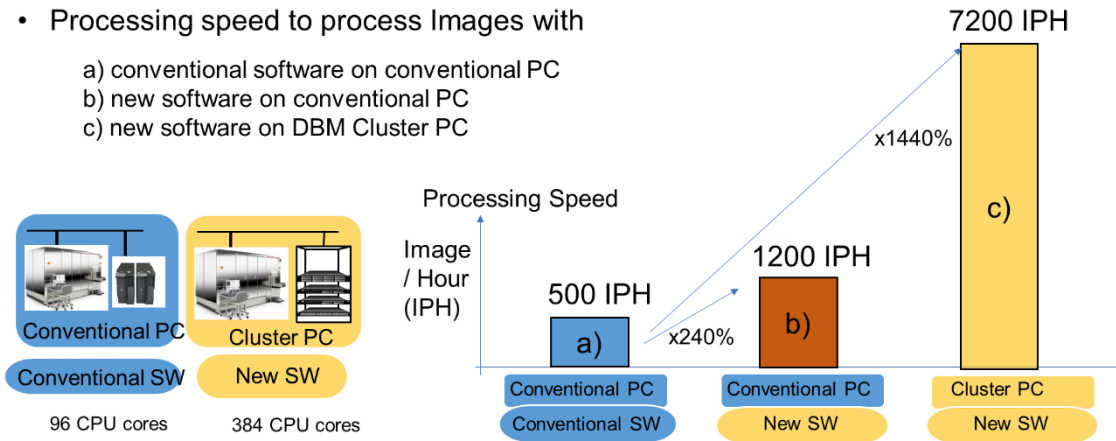 • Processing speed to process Images with
a) conventional software on conventional PC
b) new software on conventional PC
c) new software on DBM Cluster PC
7200 IPH
x1440%
Processing Speed
Image
/ Hour
(IPH)
500 IPH
1200 IPH
x240%
a)
b)
c)
Conventional PC
Cluster PC
Conventional SW
New SW
96 CPU cores
384 CPU cores
Conventional PC
Conventional PC
Cluster PC
Conventional SW
New SW
New SW